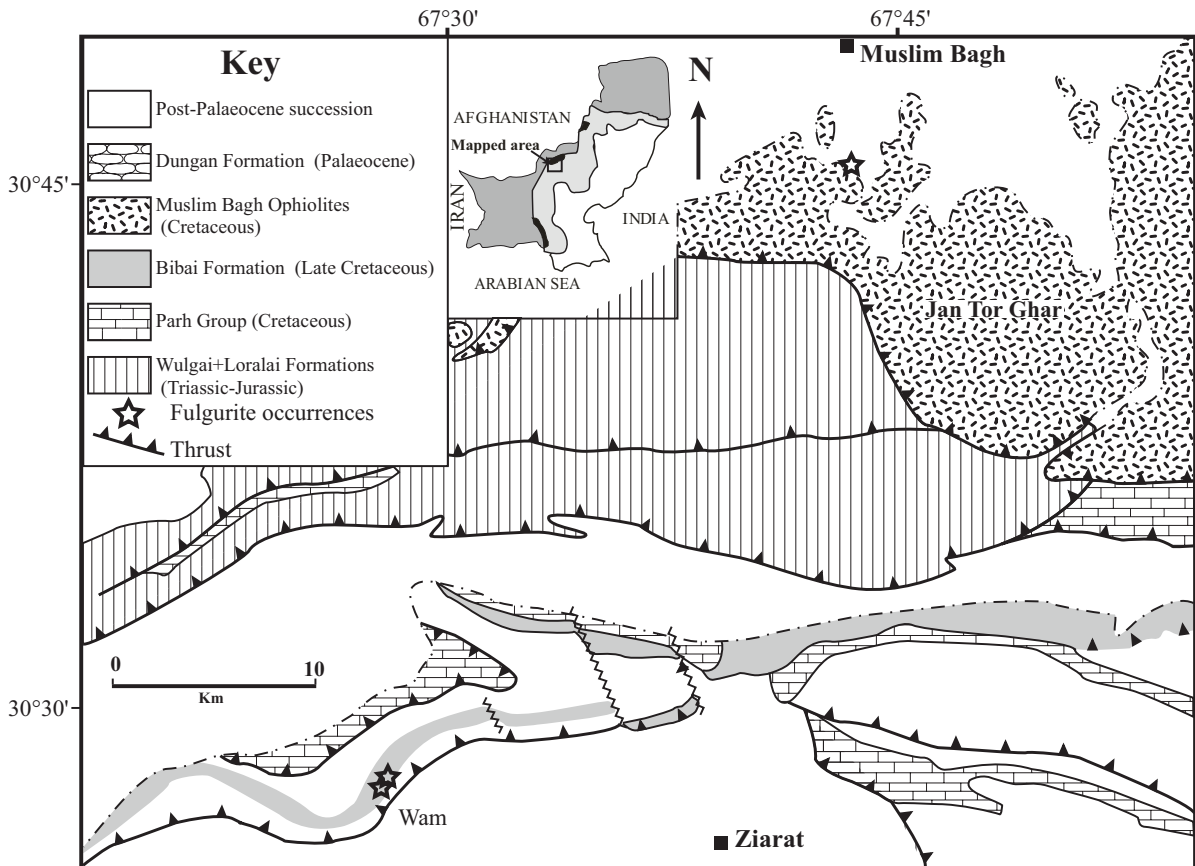 67°30'
67°45'
Key
Post-Palaeocene succession
Dungan Formation (Palaeocene)
Muslim Bagh Ophiolites
(Cretaceous)
Bibai Formation (Late Cretaceous)
Parh Group (Cretaceous)
Wulgai+Loralai Formations
(Triassic-Jurassic)
Fulgurite occurrences
Thrust
AFGHANISTAN
Mapped area
IRAN
INDIA
ARABIAN SEA
N
Muslim Bagh
30°45'
Jan Tor Ghar
0
10
Km
30°30'
Wam
Ziarat